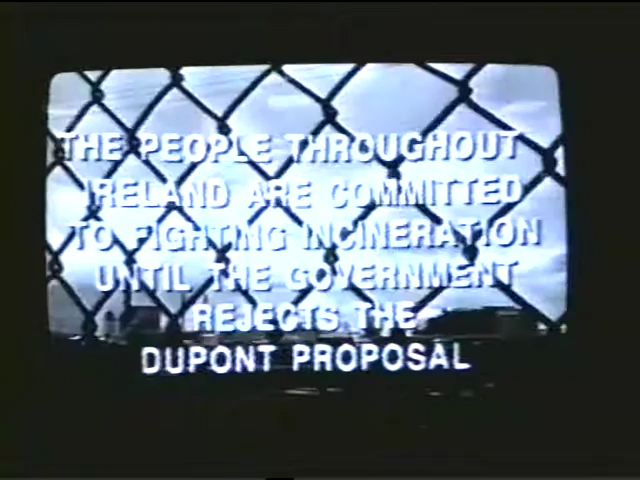 THE PEOPLE THROUGHOUT
IRELAND ARE COMMITTED
TO FIGHTING INCINERATION
UNTIL THE GOVERNMENT
REJECTS THE
DUPONT PROPOSAL